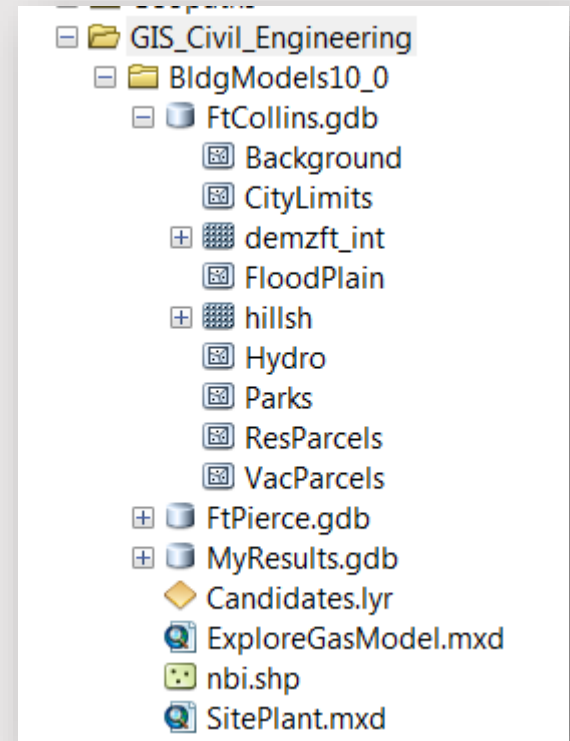 GIS_Civil_Engineering
BldgModels10_0
FtCollins.gdb
Background
CityLimits
demzft_int
FloodPlain
hillsh
Hydro
Parks
ResParcels
VacParcels
FtPierce.gdb
MyResults.gdb
Candidates.lyr
ExploreGasModel.mxd
nbi.shp
SitePlant.mxd